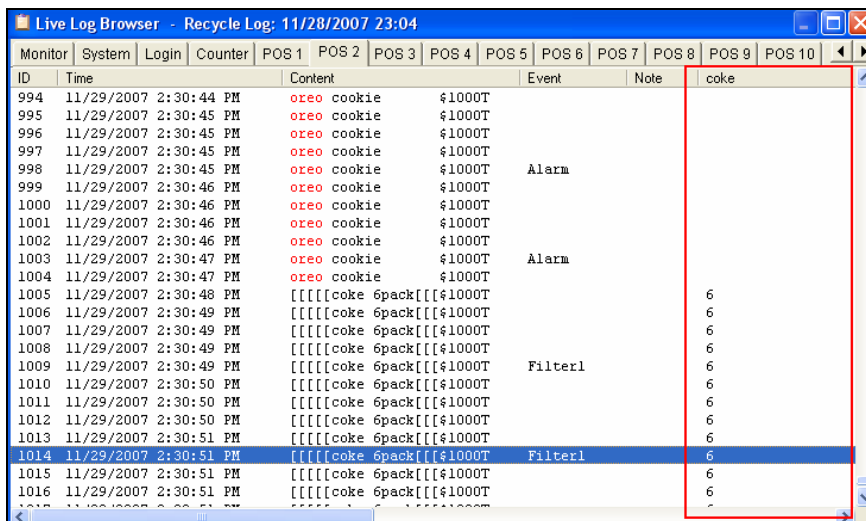 Live Log Browser - Recycle Log: 11/28/2007 23:04
Monitor System Login Counter POS 1 POS 2 POS 3 POS 4 POS 5 POS 6 POS 7 POS 8 POS 9 POS 10
ID Time Content Event Note coke
994 11/29/2007 2:30:44 PM oreo cookie $1000T
995 11/29/2007 2:30:45 PM oreo cookie $1000T
996 11/29/2007 2:30:45 PM oreo cookie $1000T
997 11/29/2007 2:30:45 PM oreo cookie $1000T
998 11/29/2007 2:30:45 PM oreo cookie $1000T Alarm
999 11/29/2007 2:30:46 PM oreo cookie $1000T
1000 11/29/2007 2:30:46 PM oreo cookie $1000T
1001 11/29/2007 2:30:46 PM oreo cookie $1000T
1002 11/29/2007 2:30:46 PM oreo cookie $1000T
1003 11/29/2007 2:30:47 PM oreo cookie $1000T Alarm
1004 11/29/2007 2:30:47 PM oreo cookie $1000T
1005 11/29/2007 2:30:48 PM [[[[[coke 6pack[[[$1000T 6
1006 11/29/2007 2:30:49 PM [[[[[coke 6pack[[[$1000T 6
1007 11/29/2007 2:30:49 PM [[[[[coke 6pack[[[$1000T 6
1008 11/29/2007 2:30:49 PM [[[[[coke 6pack[[[$1000T 6
1009 11/29/2007 2:30:49 PM [[[[[coke 6pack[[[$1000T Filter1 6
1010 11/29/2007 2:30:50 PM [[[[[coke 6pack[[[$1000T 6
1011 11/29/2007 2:30:50 PM [[[[[coke 6pack[[[$1000T 6
1012 11/29/2007 2:30:50 PM [[[[[coke 6pack[[[$1000T 6
1013 11/29/2007 2:30:51 PM [[[[[coke 6pack[[[$1000T 6
1014 11/29/2007 2:30:51 PM [[[[[coke 6pack[[[$1000T Filter1 6
1015 11/29/2007 2:30:51 PM [[[[[coke 6pack[[[$1000T 6
1016 11/29/2007 2:30:51 PM [[[[[coke 6pack[[[$1000T 6